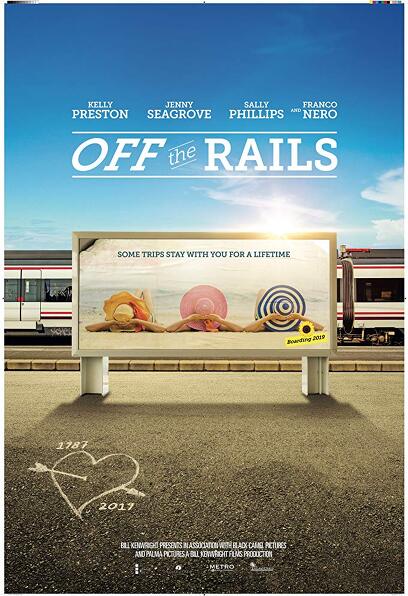 KELLY PRESTON
JENNY SEAGROVE
SALLY PHILLIPS
AND FRANCO NERO
OFF the RAILS
SOME TRIPS STAY WITH YOU FOR A LIFETIME
Boarding 2019
1787
2017
BILL KENWRIGHT PRESENTS IN ASSOCIATION WITH BLACK CAMEL PICTURES
AND PALMA PICTURES A BILL KENWRIGHT FILMS PRODUCTION
METRO